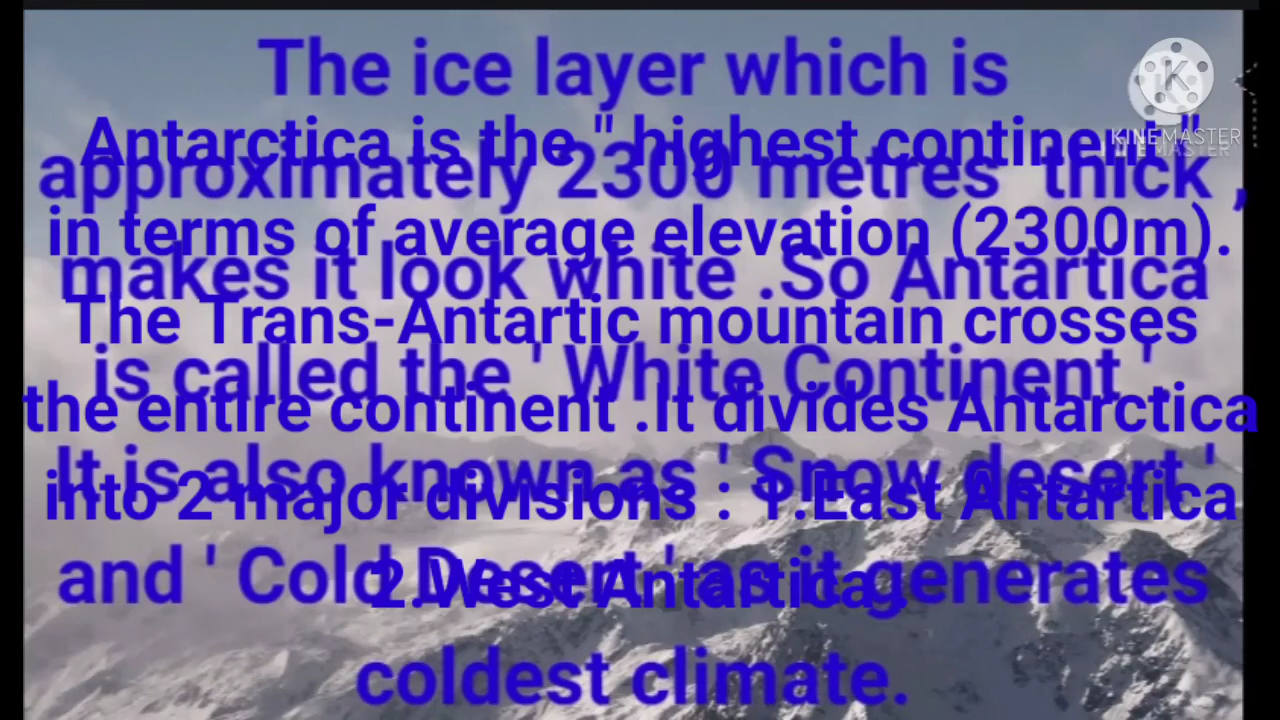 The ice layer which is
approximately 2300 metres thick ,
makes it look white .So Antartica
is called the ' White Continent ' .
It is also known as ' Snow desert '
and ' Cold Desert ' as it generates
coldest climate.
Antarctica is the " highest continent "
in terms of average elevation (2300m).
The Trans-Antartic mountain crosses
the entire continent .It divides Antarctica
into 2 major divisions : 1.East Antartica
2.West Antartica .
KINEMASTER